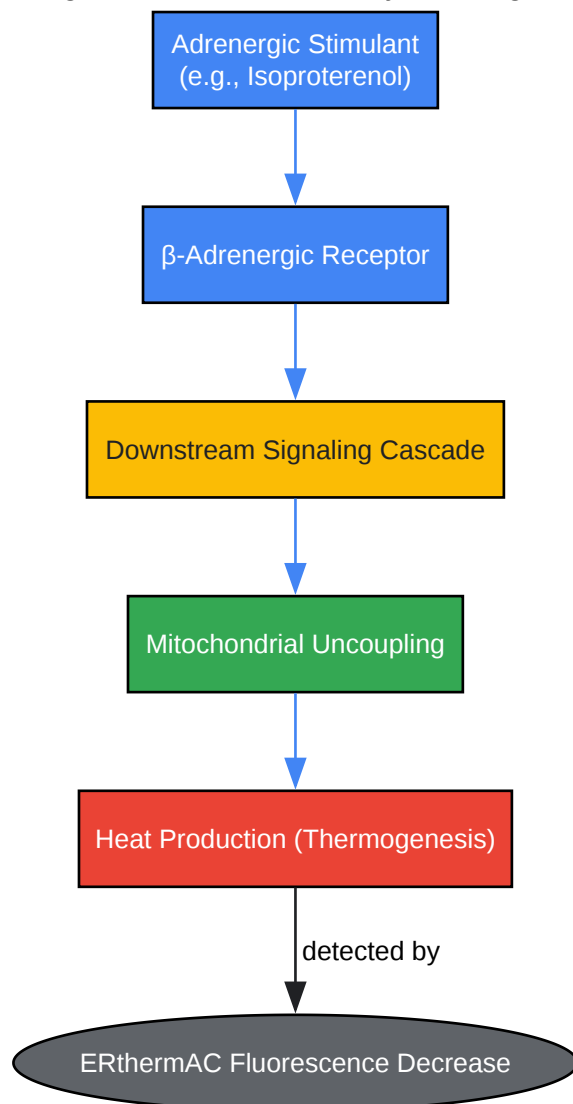 Adrenergic Stimulant
(e.g., Isoproterenol)
β-Adrenergic Receptor
Downstream Signaling Cascade
Mitochondrial Uncoupling
Heat Production (Thermogenesis)
detected by
ERthermAC Fluorescence Decrease